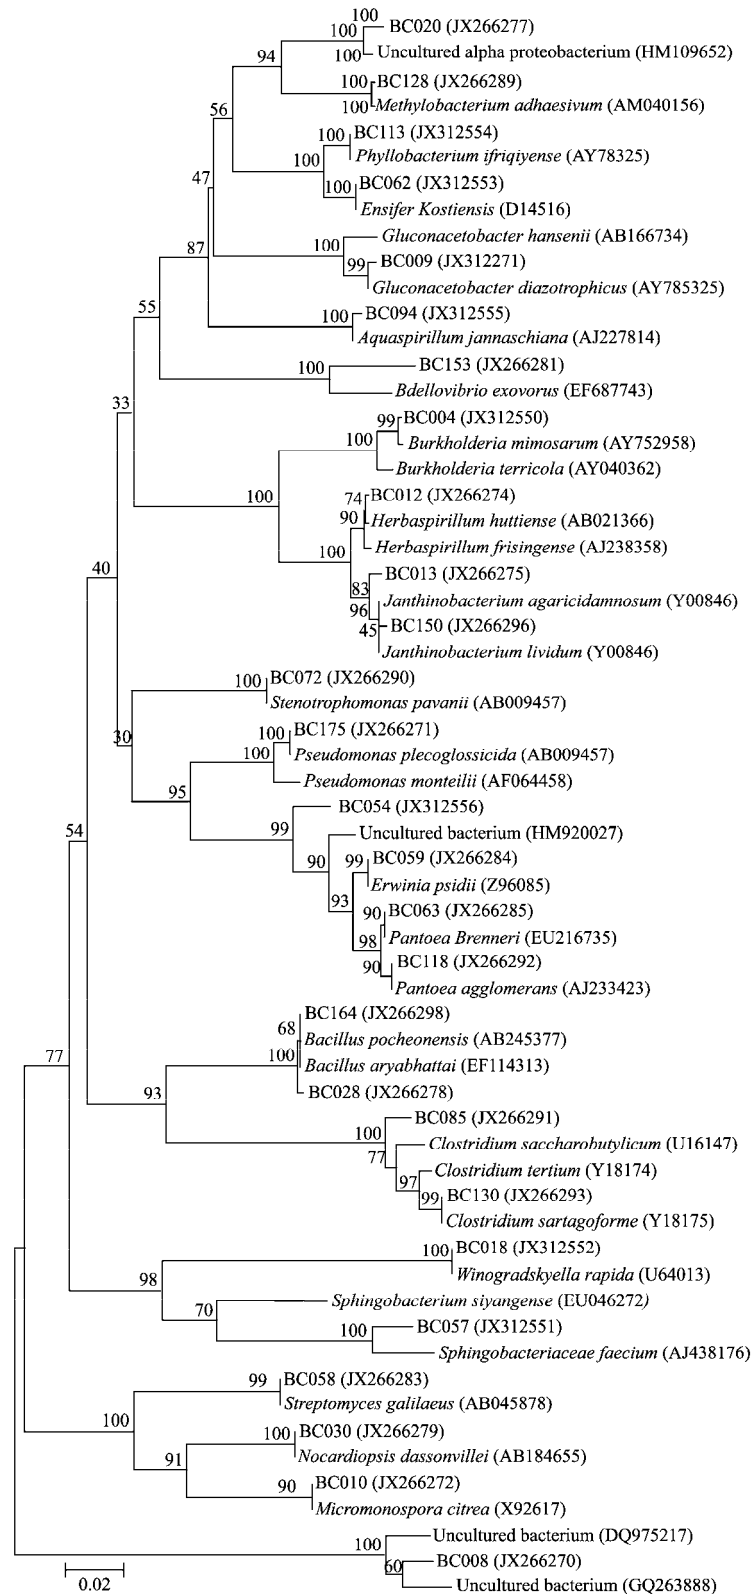 100
BC020 (JX266277)
100
Uncultured alpha proteobacterium (HM109652)
100
94
100
BC128 (JX266289)
100
Methylobacterium adhaesivum (AM040156)
56
100
BC113 (JX312554)
Phyllobacterium ifriqiyense (AY78325)
100
47
100
BC062 (JX312553)
Ensifer Kostiensis (D14516)
Gluconacetobacter hansenii (AB166734)
100
87
99
BC009 (JX312271)
Gluconacetobacter diazotrophicus (AY785325)
55
100
BC094 (JX312555)
Aquaspirillum jannaschiana (AJ227814)
100
BC153 (JX266281)
Bdellovibrio exovorus (EF687743)
33
99
BC004 (JX312550)
100
Burkholderia mimosarum (AY752958)
Burkholderia terricola (AY040362)
100
74
BC012 (JX266274)
90
Herbaspirillum huttiense (AB021366)
100
Herbaspirillum frisingense (AJ238358)
40
BC013 (JX266275)
83
Janthinobacterium agaricidamnosum (Y00846)
96
45
BC150 (JX266296)
Janthinobacterium lividum (Y00846)
100
BC072 (JX266290)
Stenotrophomonas pavanii (AB009457)
30
100
BC175 (JX266271)
100
Pseudomonas plecoglossicida (AB009457)
Pseudomonas monteilii (AF064458)
95
BC054 (JX312556)
54
99
Uncultured bacterium (HM920027)
90
99
BC059 (JX266284)
Erwinia psidii (Z96085)
93
90
BC063 (JX266285)
Pantoea Brenneri (EU216735)
98
90
BC118 (JX266292)
Pantoea agglomerans (AJ233423)
BC164 (JX266298)
68
Bacillus pocheonensis (AB245377)
77
100
Bacillus aryabhattai (EF114313)
93
BC028 (JX266278)
BC085 (JX266291)
100
Clostridium saccharobutylicum (U16147)
77
Clostridium tertium (Y18174)
97
99
BC130 (JX266293)
Clostridium sartagoforme (Y18175)
100
BC018 (JX312552)
Winogradskyella rapida (U64013)
98
Sphingobacterium siyangense (EU046272)
70
100
BC057 (JX312551)
Sphingobacteriaceae faecium (AJ438176)
99
BC058 (JX266283)
Streptomyces galilaeus (AB045878)
100
100
BC030 (JX266279)
Nocardiopsis dassonvillei (AB184655)
91
90
BC010 (JX266272)
Micromonospora citrea (X92617)
Uncultured bacterium (DQ975217)
100
60
BC008 (JX266270)
Uncultured bacterium (GQ263888)
0.02